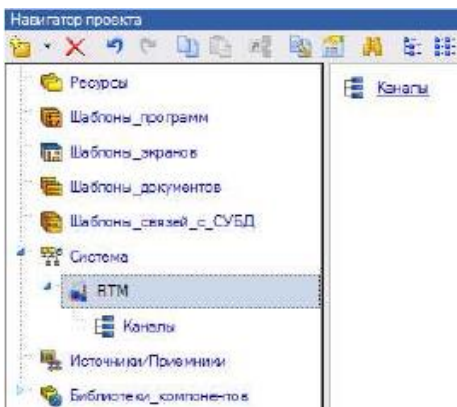 Навигатор проекта
Ресурсы
Шаблоны_программ
Шаблоны_экранов
Шаблоны_документов
Шаблоны_связей_с_СУБД
Система
RTM
Каналы
Источники/Приемники
Библиотеки_компонентов
Каналы